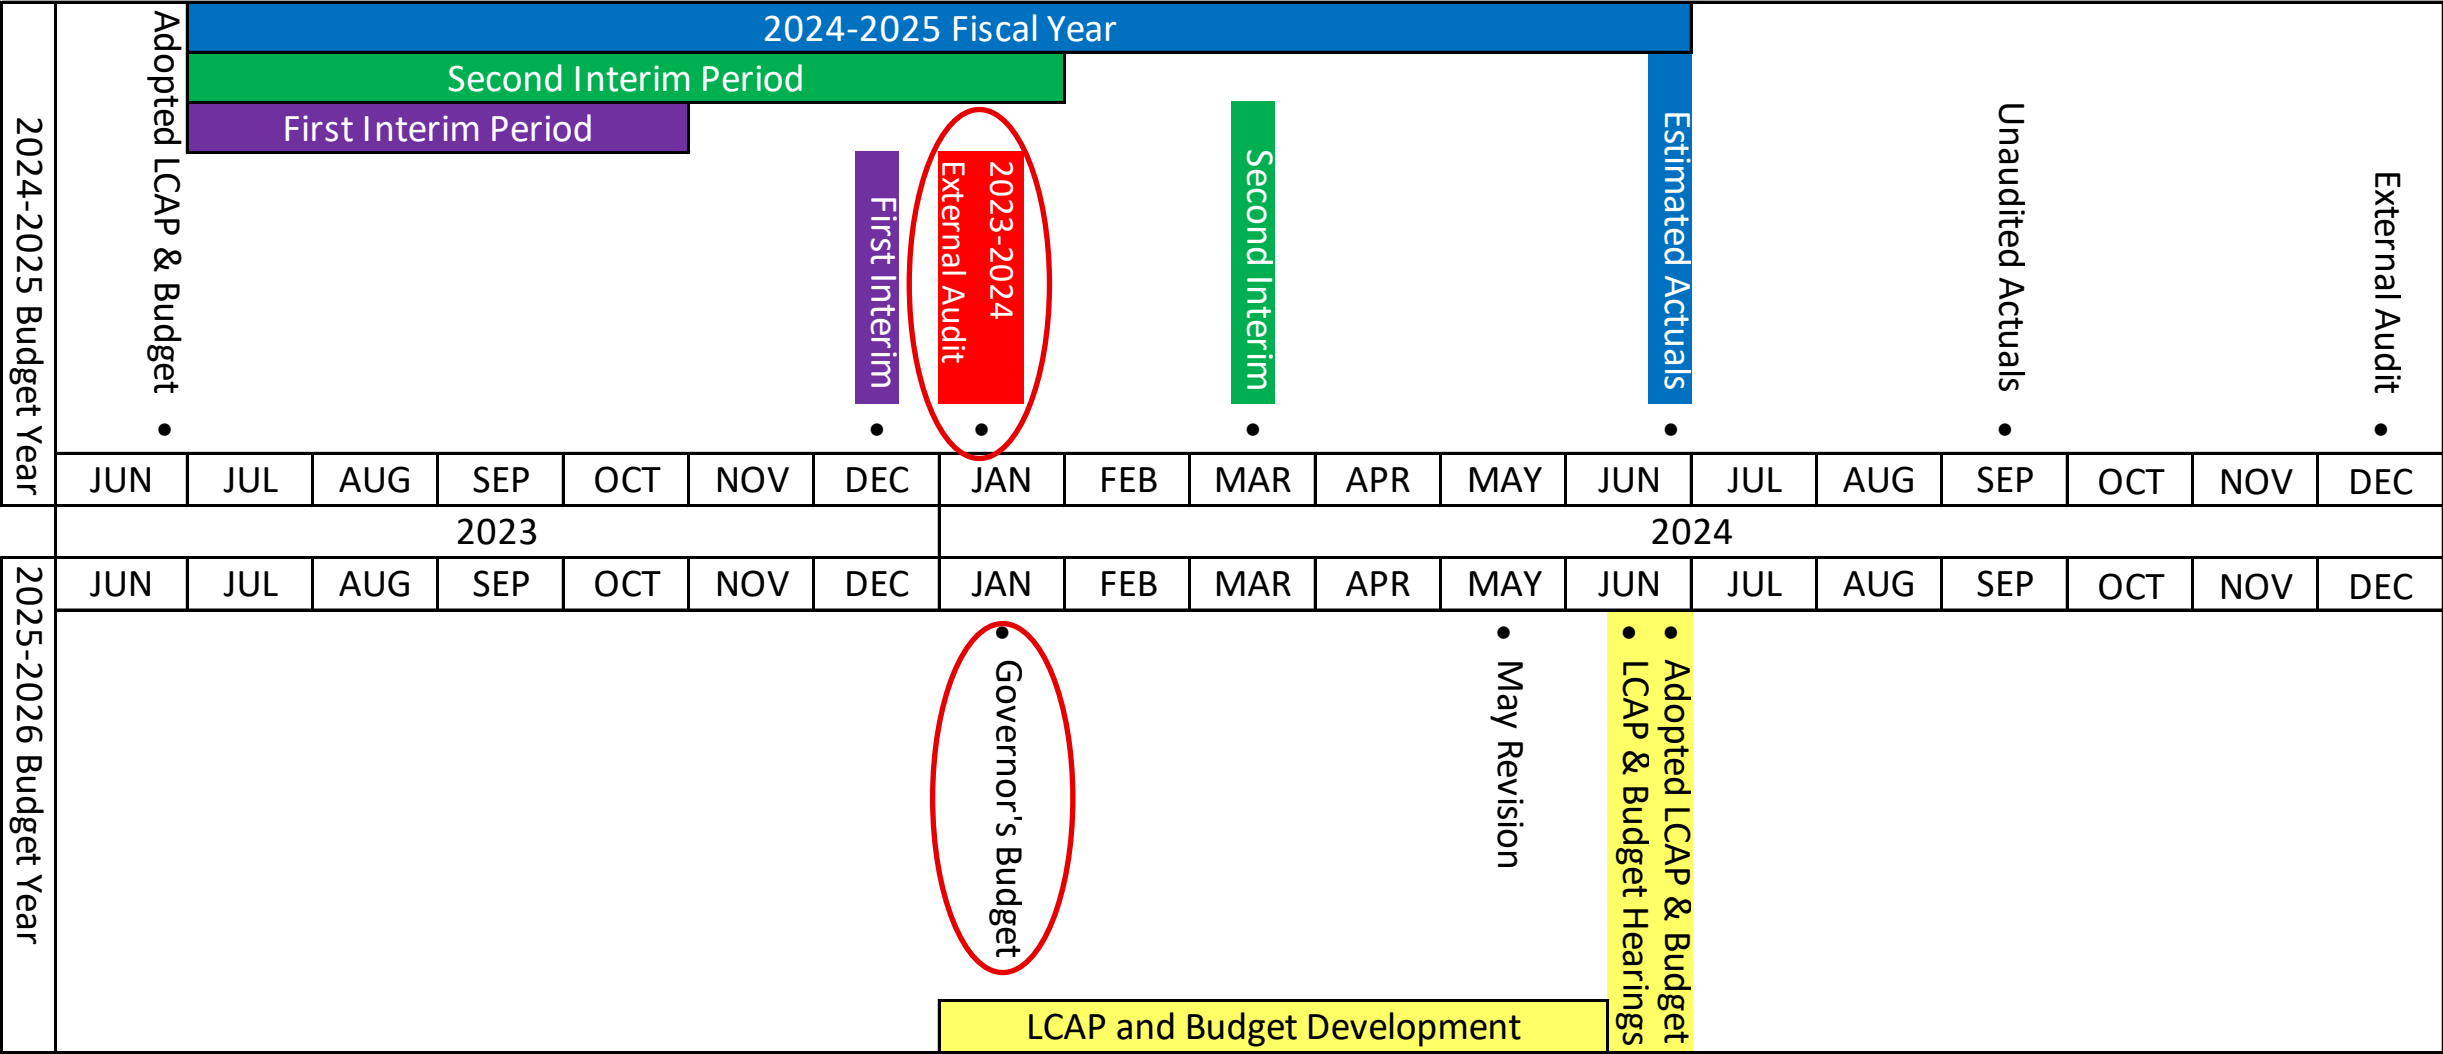 2024-2025 Budget Year
2024-2025 Fiscal Year
Second Interim Period
First Interim Period
Adopted LCAP & Budget
First Interim
2023-2024
External Audit
Second Interim
Estimated Actuals
Unaudited Actuals
External Audit
JUN JUL AUG SEP OCT NOV DEC JAN FEB MAR APR MAY JUN JUL AUG SEP OCT NOV DEC
2023 2024
JUN JUL AUG SEP OCT NOV DEC JAN FEB MAR APR MAY JUN JUL AUG SEP OCT NOV DEC
2025-2026 Budget Year
Governor's Budget
May Revision
LCAP & Budget Hearings
Adopted LCAP & Budget
LCAP and Budget Development